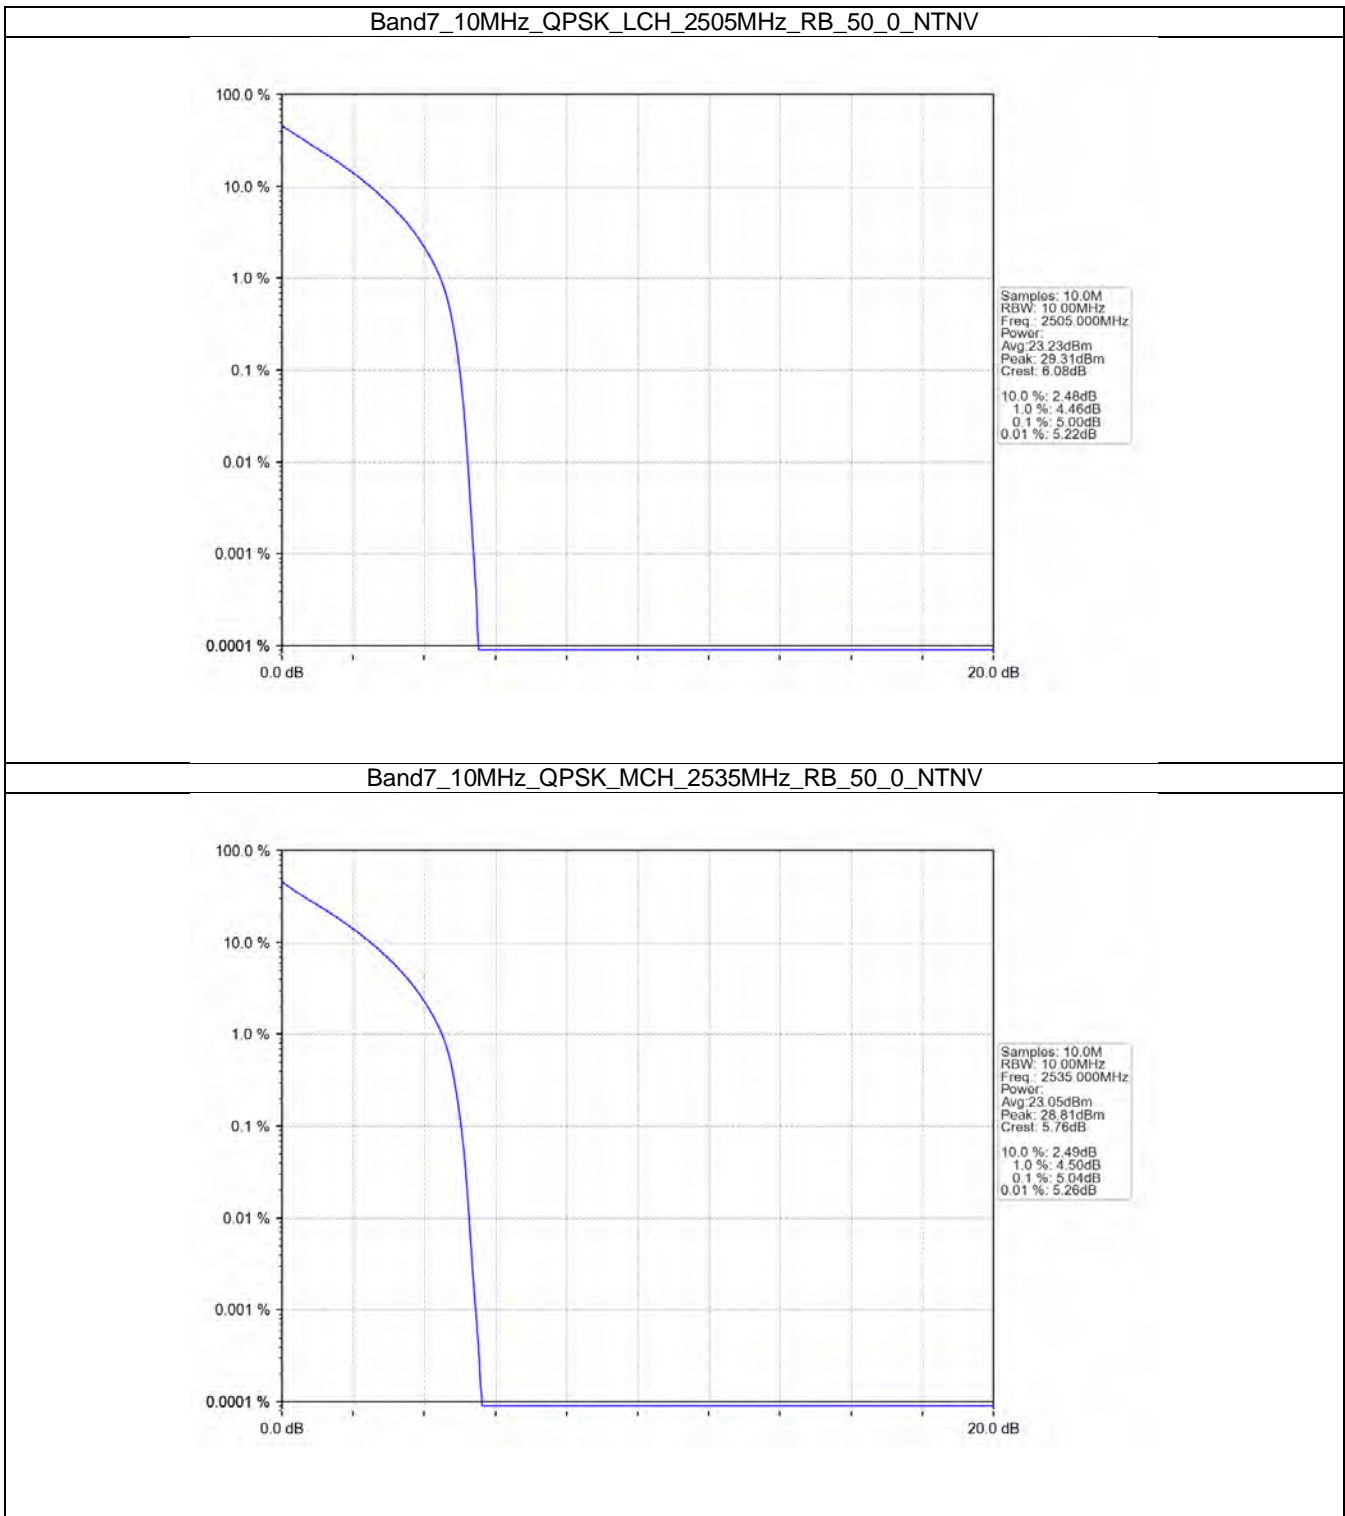 Band7_10MHz_QPSK_LCH_2505MHz_RB_50_0_NTNV
100.0 %
10.0 %
1.0 %
0.1 %
0.01 %
0.001 %
0.0001 %
0.0 dB
20.0 dB
Samples: 10.0M
RBW: 10.00MHz
Freq.: 2505.000MHz
Power:
Avg:23.23dBm
Peak: 29.31dBm
Crest: 6.08dB
10.0 %: 2.48dB
1.0 %: 4.46dB
0.1 %: 5.00dB
0.01 %: 5.22dB
Band7_10MHz_QPSK_MCH_2535MHz_RB_50_0_NTNV
100.0 %
10.0 %
1.0 %
0.1 %
0.01 %
0.001 %
0.0001 %
0.0 dB
20.0 dB
Samples: 10.0M
RBW: 10.00MHz
Freq.: 2535.000MHz
Power:
Avg:23.05dBm
Peak: 28.81dBm
Crest: 5.76dB
10.0 %: 2.49dB
1.0 %: 4.50dB
0.1 %: 5.04dB
0.01 %: 5.26dB